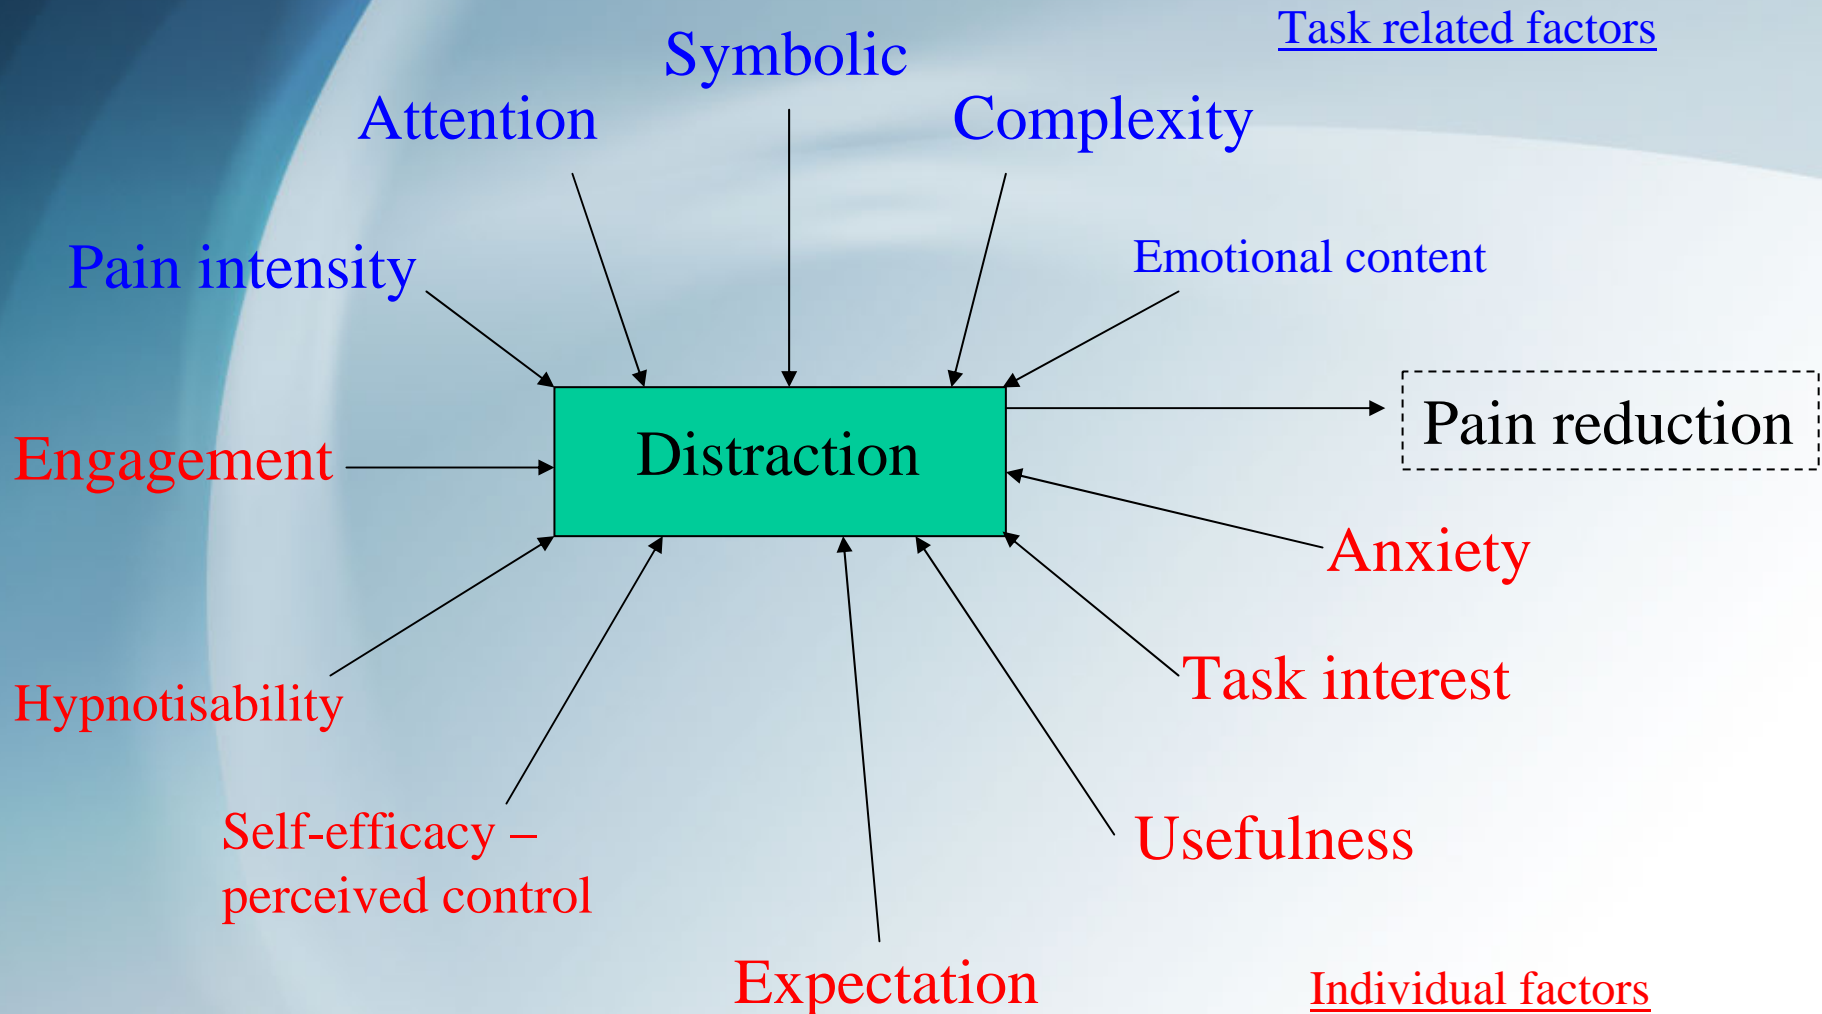 Task related factors
Symbolic
Attention
Complexity
Pain intensity
Emotional content
Pain reduction
Distraction
Engagement
Anxiety
Task interest
Hypnotisability
Self-efficacy –
perceived control
Usefulness
Expectation
Individual factors